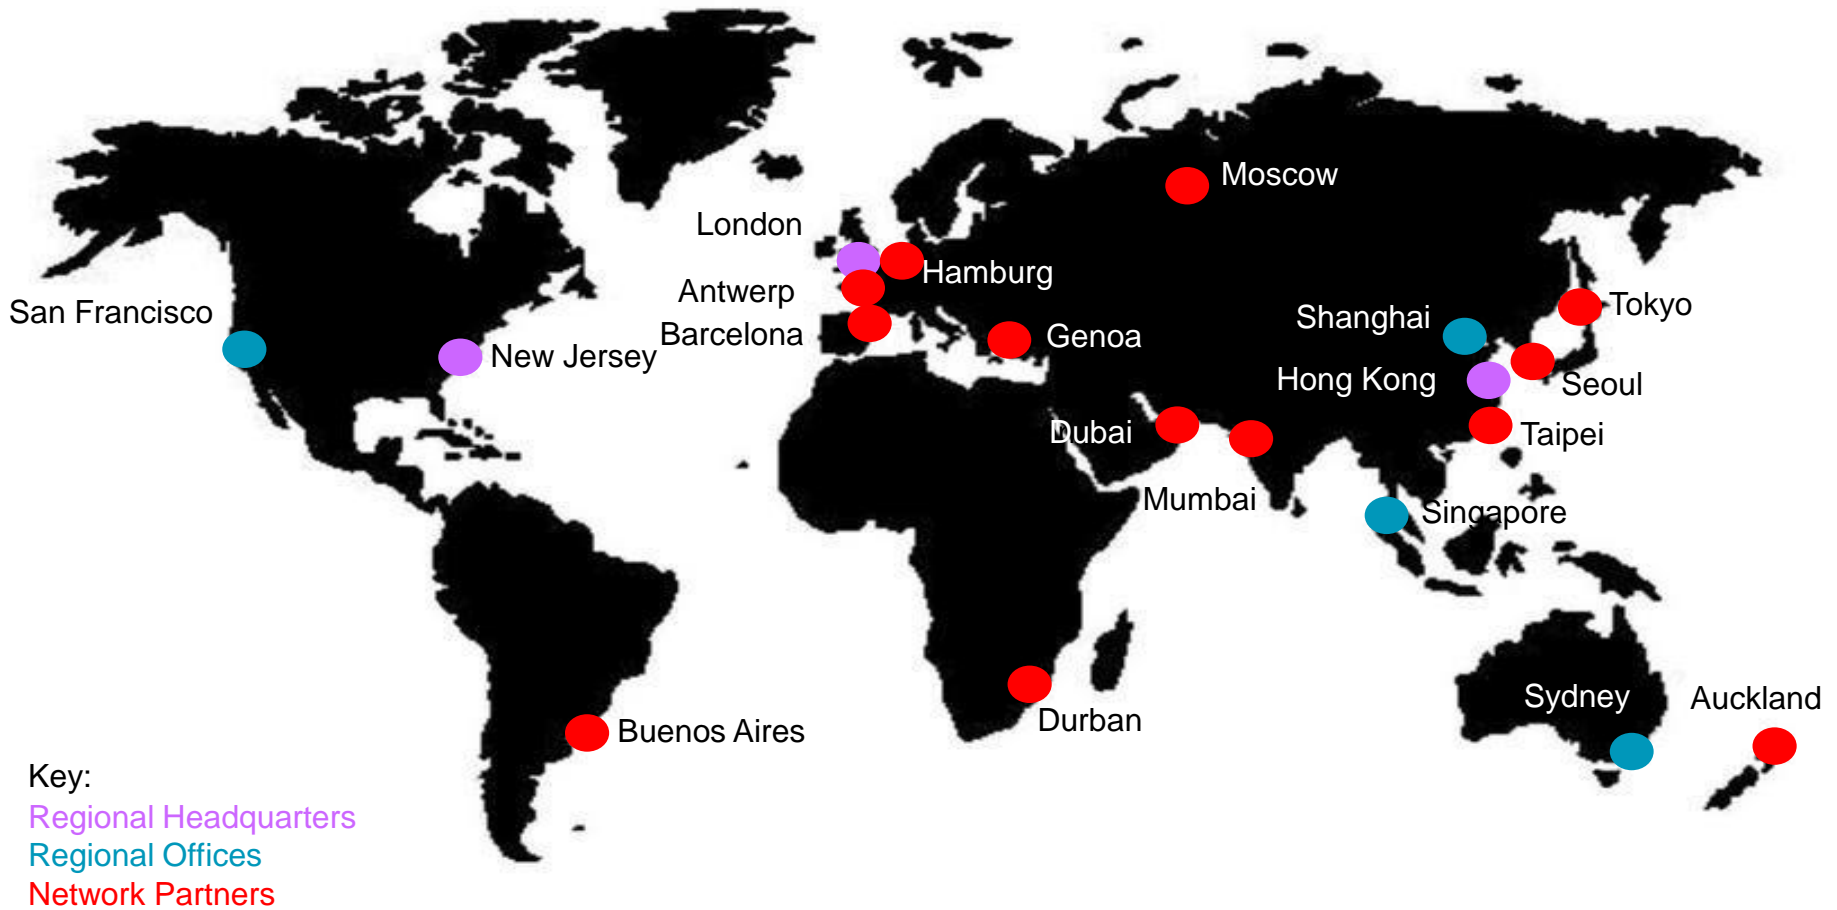 Moscow
London
Hamburg
Antwerp
San Francisco
Shanghai
Tokyo
Barcelona
Genoa
New Jersey
Hong Kong
Seoul
Dubai
Taipei
Mumbai
Singapore
Sydney
Auckland
Durban
Buenos Aires
Key:
Regional Headquarters
Regional Offices
Network Partners